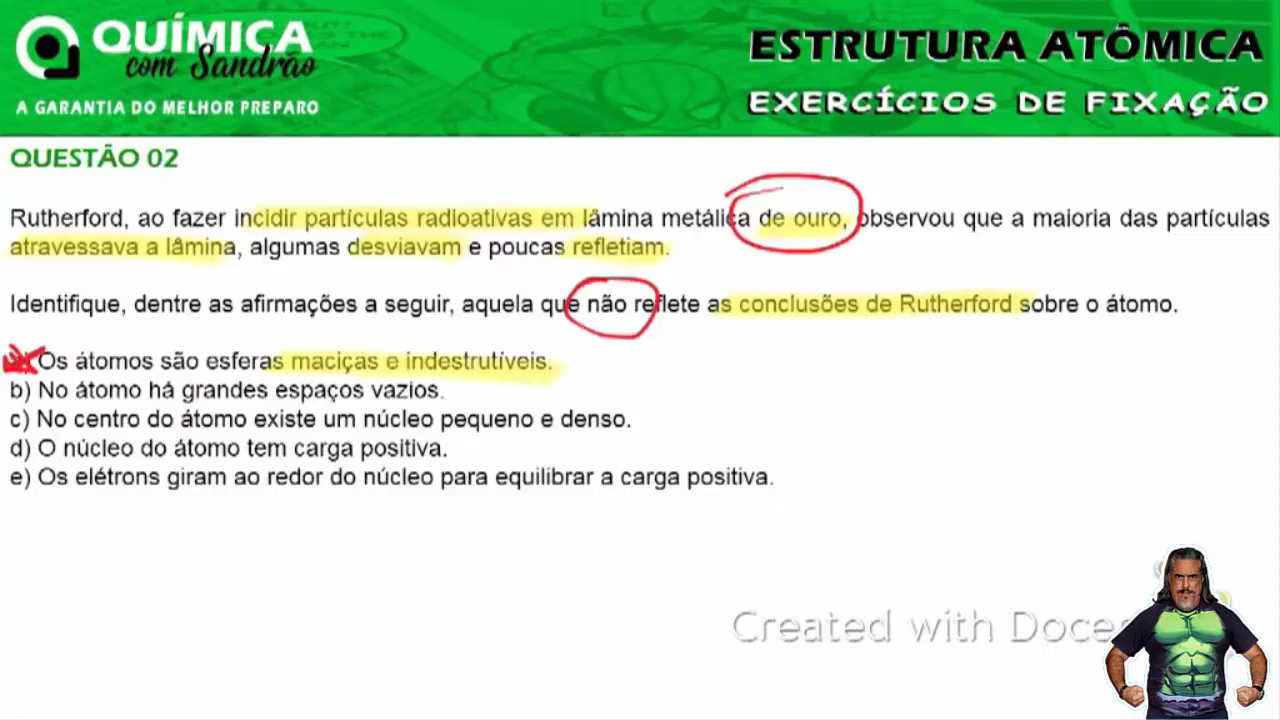 QUÍMICA
com Sandrão
A GARANTIA DO MELHOR PREPARO
ESTRUTURA ATÔMICA
EXERCÍCIOS DE FIXAÇÃO
QUESTÃO 02
Rutherford, ao fazer incidir partículas radioativas em lâmina metálica de ouro, observou que a maioria das partículas
atravessava a lâmina, algumas desviavam e poucas refletiam.
Identifique, dentre as afirmações a seguir, aquela que não reflete as conclusões de Rutherford sobre o átomo.
Os átomos são esferas maciças e indestrutíveis.
b) No átomo há grandes espaços vazios.
c) No centro do átomo existe um núcleo pequeno e denso.
d) O núcleo do átomo tem carga positiva.
e) Os elétrons giram ao redor do núcleo para equilibrar a carga positiva.
Created with